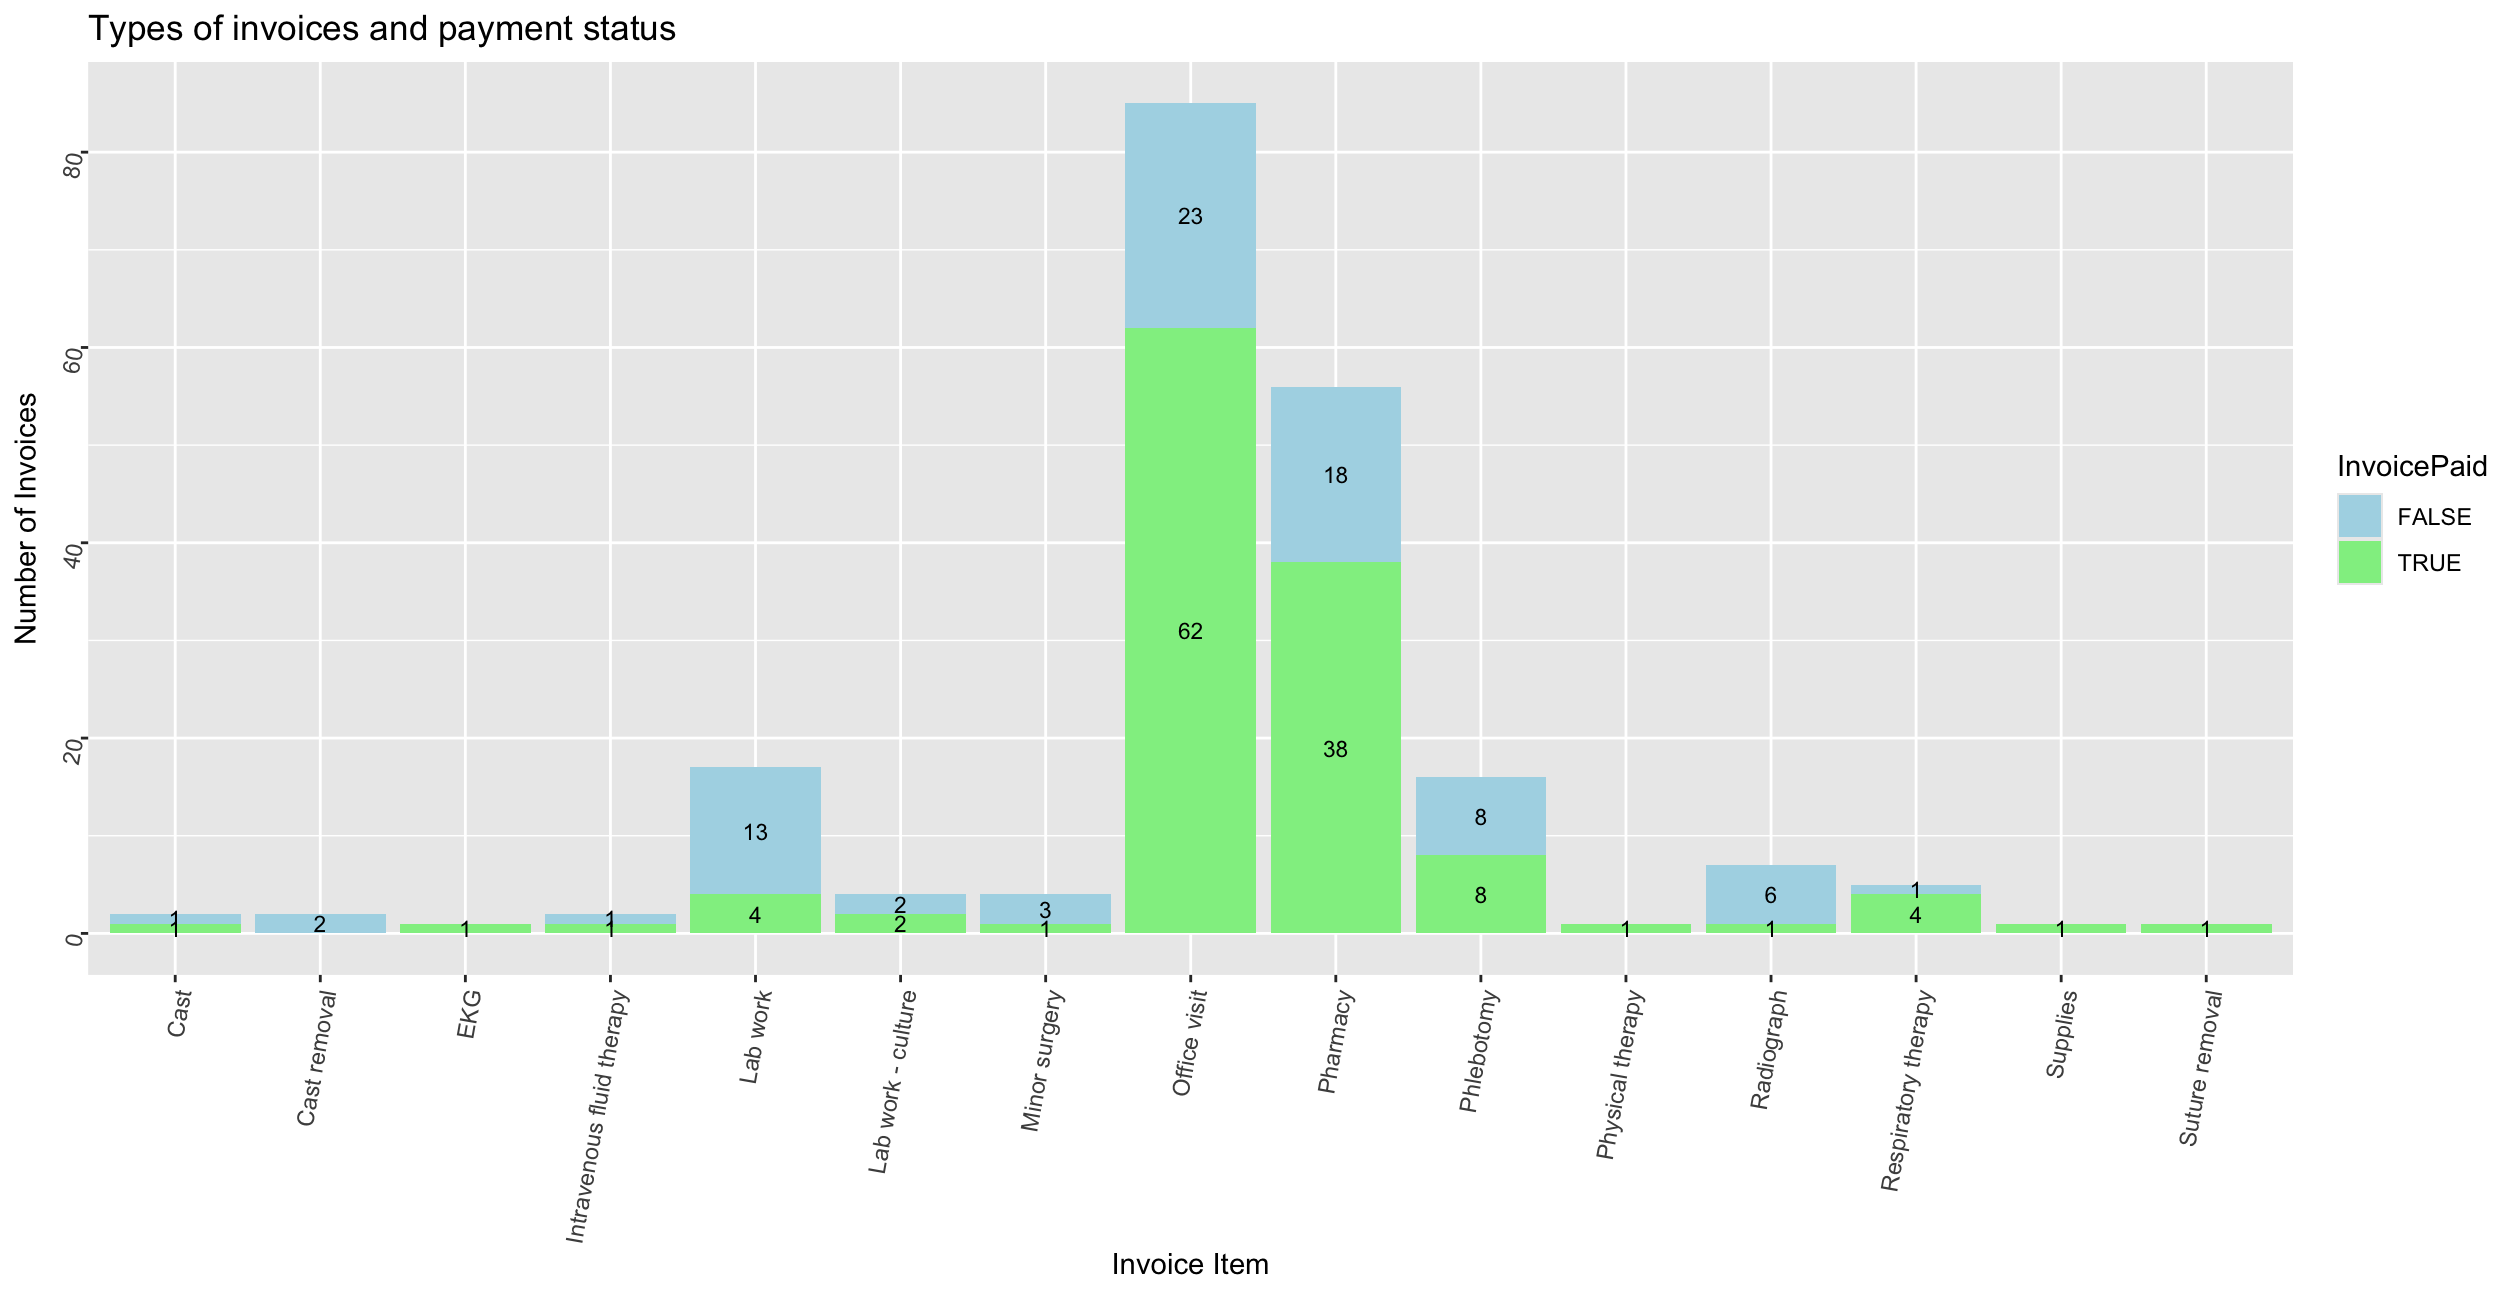 Types of invoices and payment status
Number of Invoices
80
60
40
20
0
23
62
18
38
13
4
8
8
1
1
2
1
1
1
2
2
3
1
1
6
1
1
4
1
1
Cast
Cast removal
EKG
Intravenous fluid therapy
Lab work
Lab work - culture
Minor surgery
Office visit
Pharmacy
Phlebotomy
Physical therapy
Radiograph
Respiratory therapy
Supplies
Suture removal
Invoice Item
InvoicePaid
FALSE
TRUE